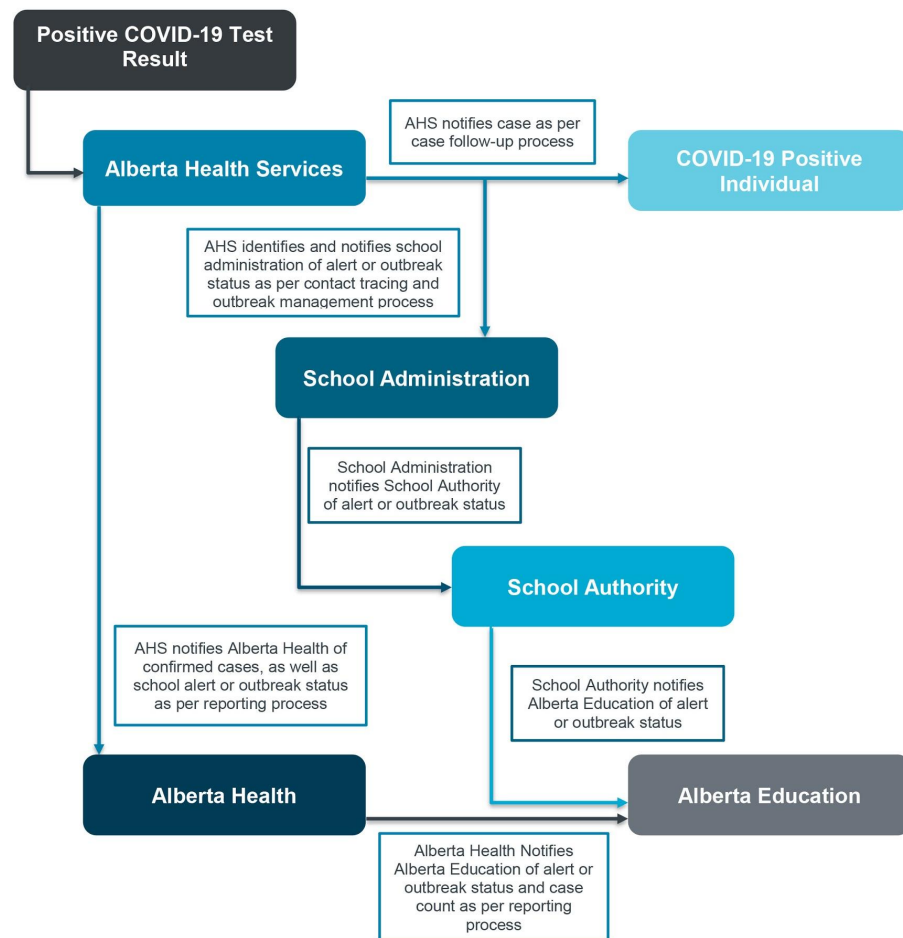 Positive COVID-19 Test
Result
AHS notifies case as per
case follow-up process
Alberta Health Services
COVID-19 Positive
Individual
AHS identifies and notifies school
administration of alert or outbreak
status as per contact tracing and
outbreak management process
School Administration
School Administration
notifies School Authority
of alert or outbreak status
School Authority
AHS notifies Alberta Health of
confirmed cases, as well as
school alert or outbreak status
as per reporting process
School Authority notifies
Alberta Education of alert
or outbreak status
Alberta Health
Alberta Education
Alberta Health Notifies
Alberta Education of alert or
outbreak status and case
count as per reporting
process